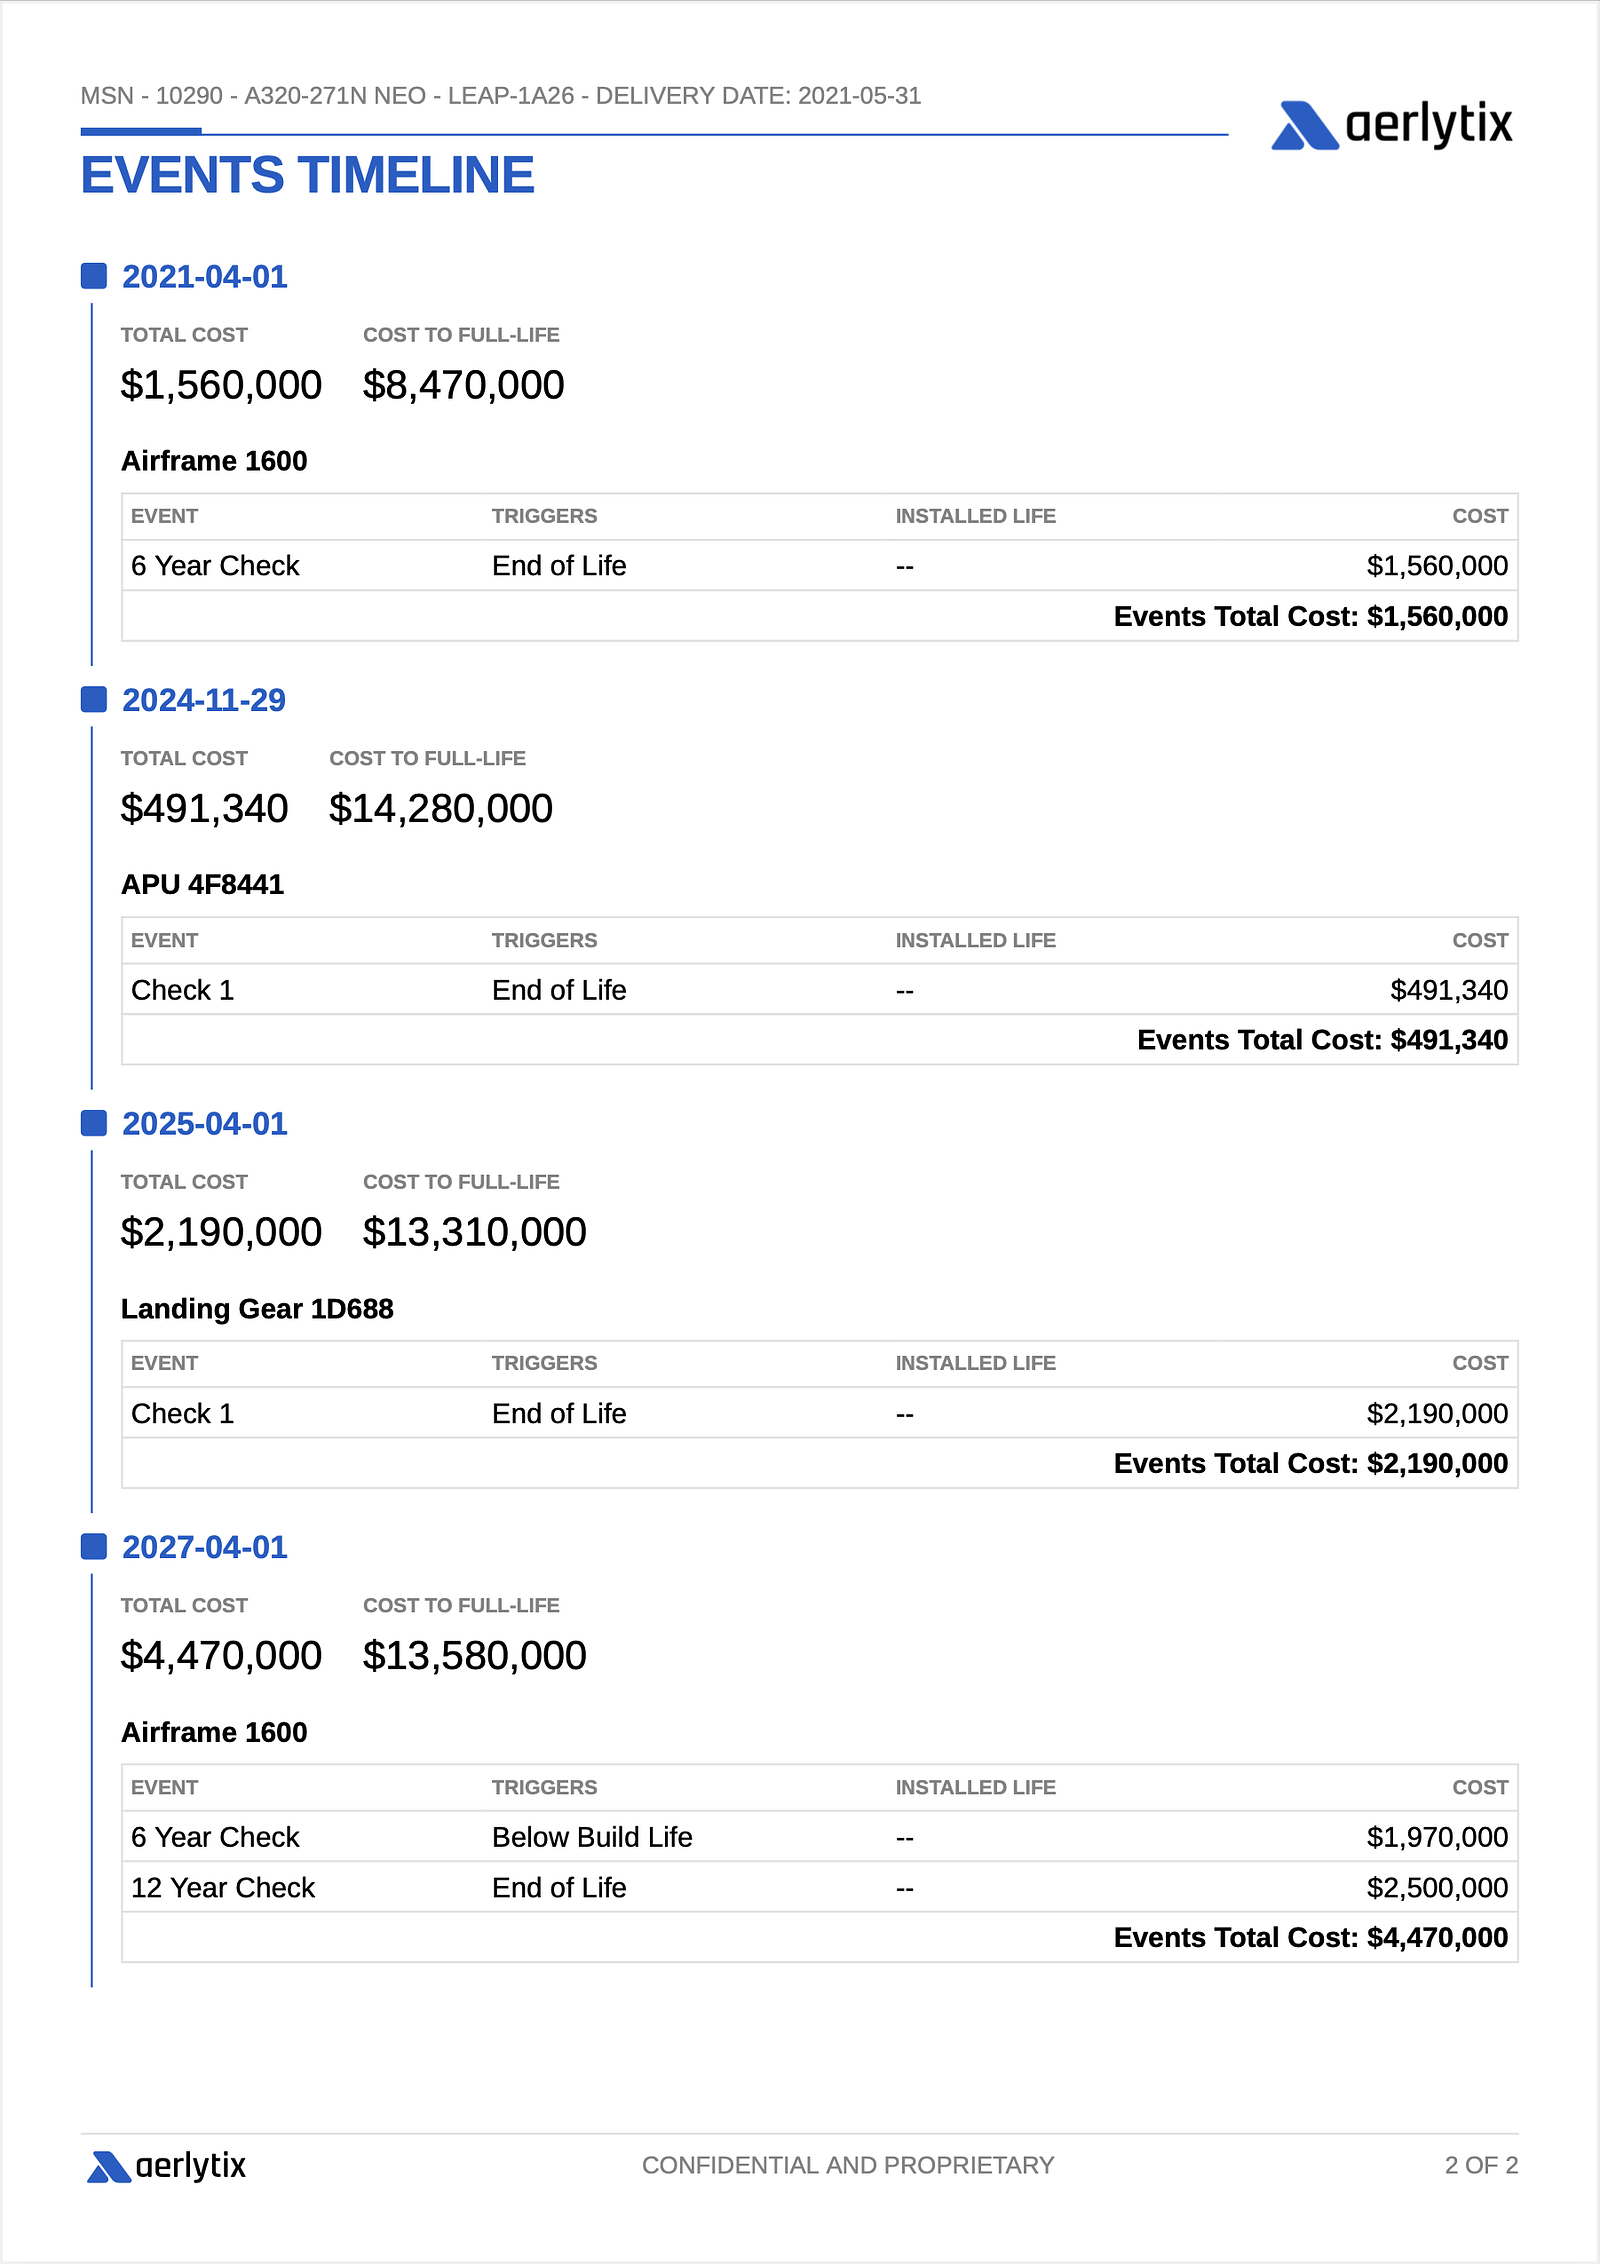 MSN - 10290 - A320-271N NEO - LEAP-1A26 - DELIVERY DATE: 2021-05-31
aerlytix
EVENTS TIMELINE
2021-04-01
TOTAL COST COST TO FULL-LIFE
$1,560,000 $8,470,000
Airframe 1600
EVENT TRIGGERS INSTALLED LIFE COST
6 Year Check End of Life -- $1,560,000
Events Total Cost: $1,560,000
2024-11-29
TOTAL COST COST TO FULL-LIFE
$491,340 $14,280,000
APU 4F8441
EVENT TRIGGERS INSTALLED LIFE COST
Check 1 End of Life -- $491,340
Events Total Cost: $491,340
2025-04-01
TOTAL COST COST TO FULL-LIFE
$2,190,000 $13,310,000
Landing Gear 1D688
EVENT TRIGGERS INSTALLED LIFE COST
Check 1 End of Life -- $2,190,000
Events Total Cost: $2,190,000
2027-04-01
TOTAL COST COST TO FULL-LIFE
$4,470,000 $13,580,000
Airframe 1600
EVENT TRIGGERS INSTALLED LIFE COST
6 Year Check Below Build Life -- $1,970,000
12 Year Check End of Life -- $2,500,000
Events Total Cost: $4,470,000
aerlytix CONFIDENTIAL AND PROPRIETARY 2 OF 2